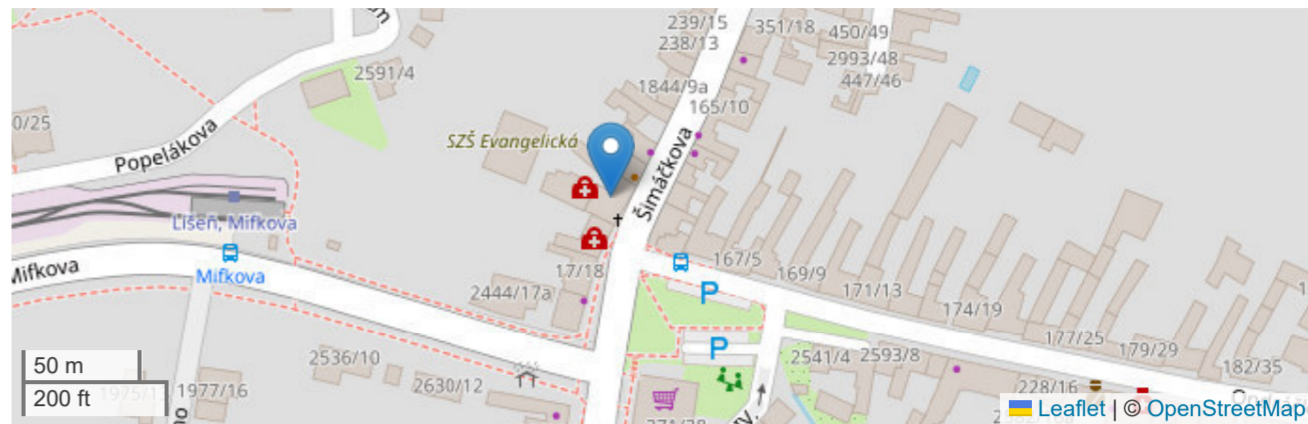 239/15
351/18
450/49
238/13
2993/48
2591/4
447/46
1844/9a
165/10
0/25
SZŠ Evangelická
Popelákova
Šimáčkova
Líšeň, Mifkova
Mifkova
Mifkova
17/18
167/5
169/9
P
171/13
2444/17a
174/19
P
177/25
50 m
2536/10
2541/4
2593/8
179/29
182/35
200 ft
1977/16
2630/12
228/16
Leaflet | © OpenStreetMap